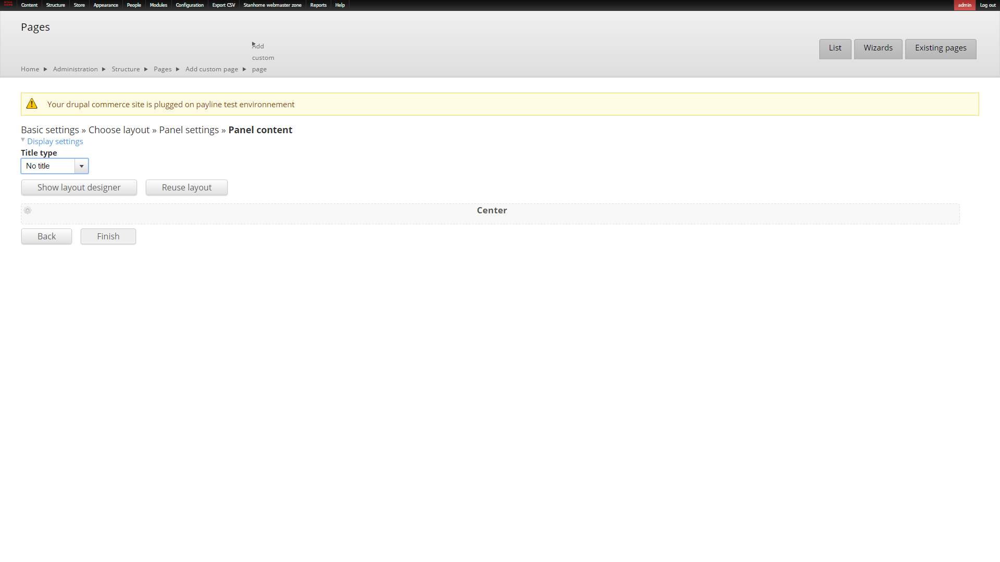 STAN HOME Content Structure Store Appearance People Modules Configuration Export CSV Stanhome webmaster zone Reports Help admin Log out
Pages
List Wizards Existing pages
Home Administration Structure Pages Add custom page Add custom page
Your drupal commerce site is plugged on payline test environnement
Basic settings » Choose layout » Panel settings » Panel content
Display settings
Title type
No title
Show layout designer Reuse layout
Center
Back Finish